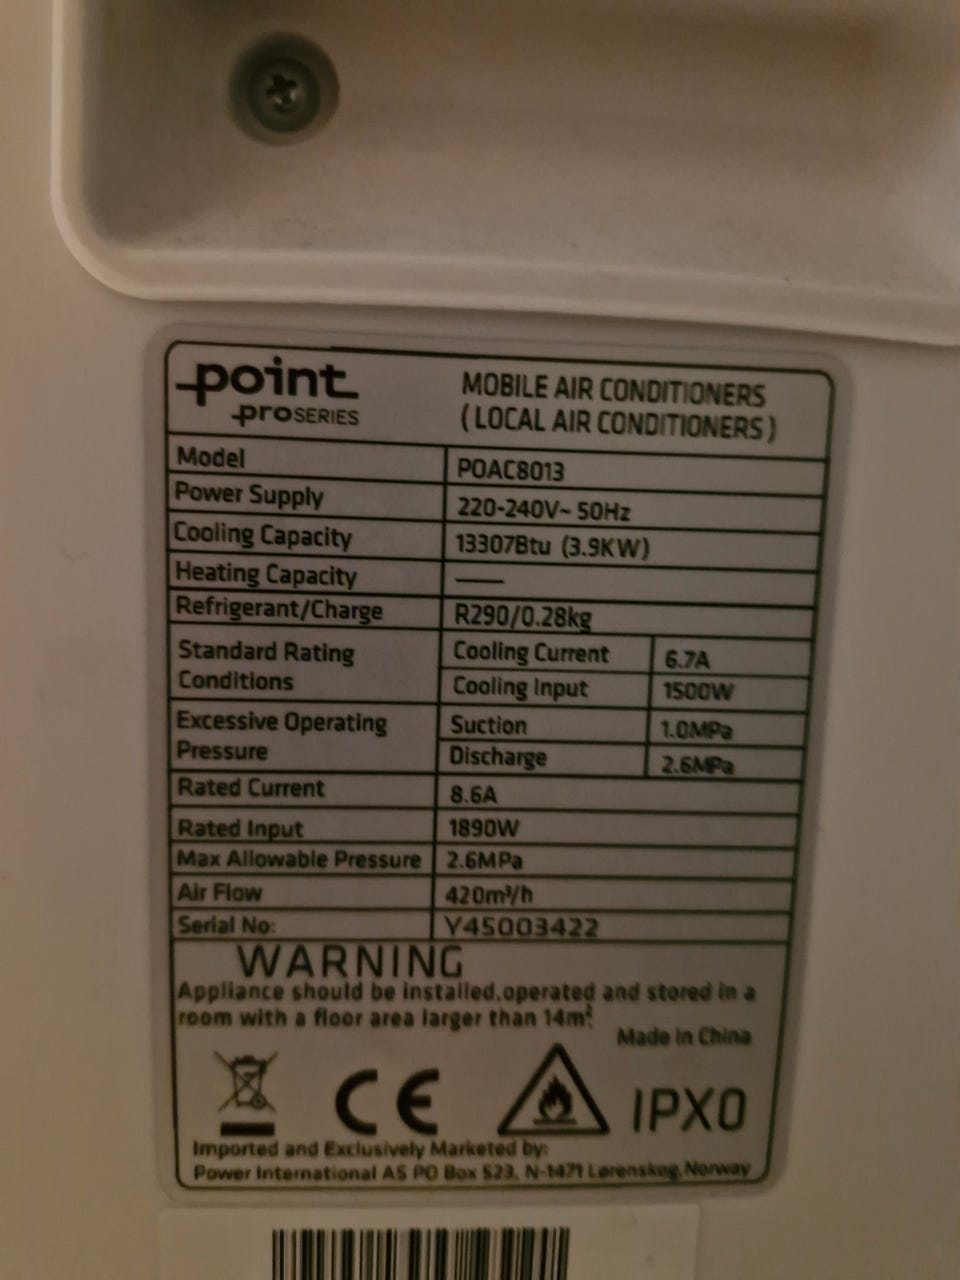 point
pro SERIES
MOBILE AIR CONDITIONERS
(LOCAL AIR CONDITIONERS)
Model POAC8013
Power Supply 220-240V~ 50Hz
Cooling Capacity 13307Btu (3.9KW)
Heating Capacity ——
Refrigerant/Charge R290/0.28kg
Standard Rating Conditions Cooling Current 6.7A
Cooling Input 1500W
Excessive Operating Pressure Suction 1.0MPa
Discharge 2.6MPa
Rated Current 8.6A
Rated Input 1890W
Max Allowable Pressure 2.6MPa
Air Flow 420m³/h
Serial No: Y45003422
WARNING
Appliance should be installed,operated and stored in a
room with a floor area larger than 14m².
Made in China
CE IPX0
Imported and Exclusively Marketed by:
Power International AS PO Box 523, N-1471 Lørenskog,Norway